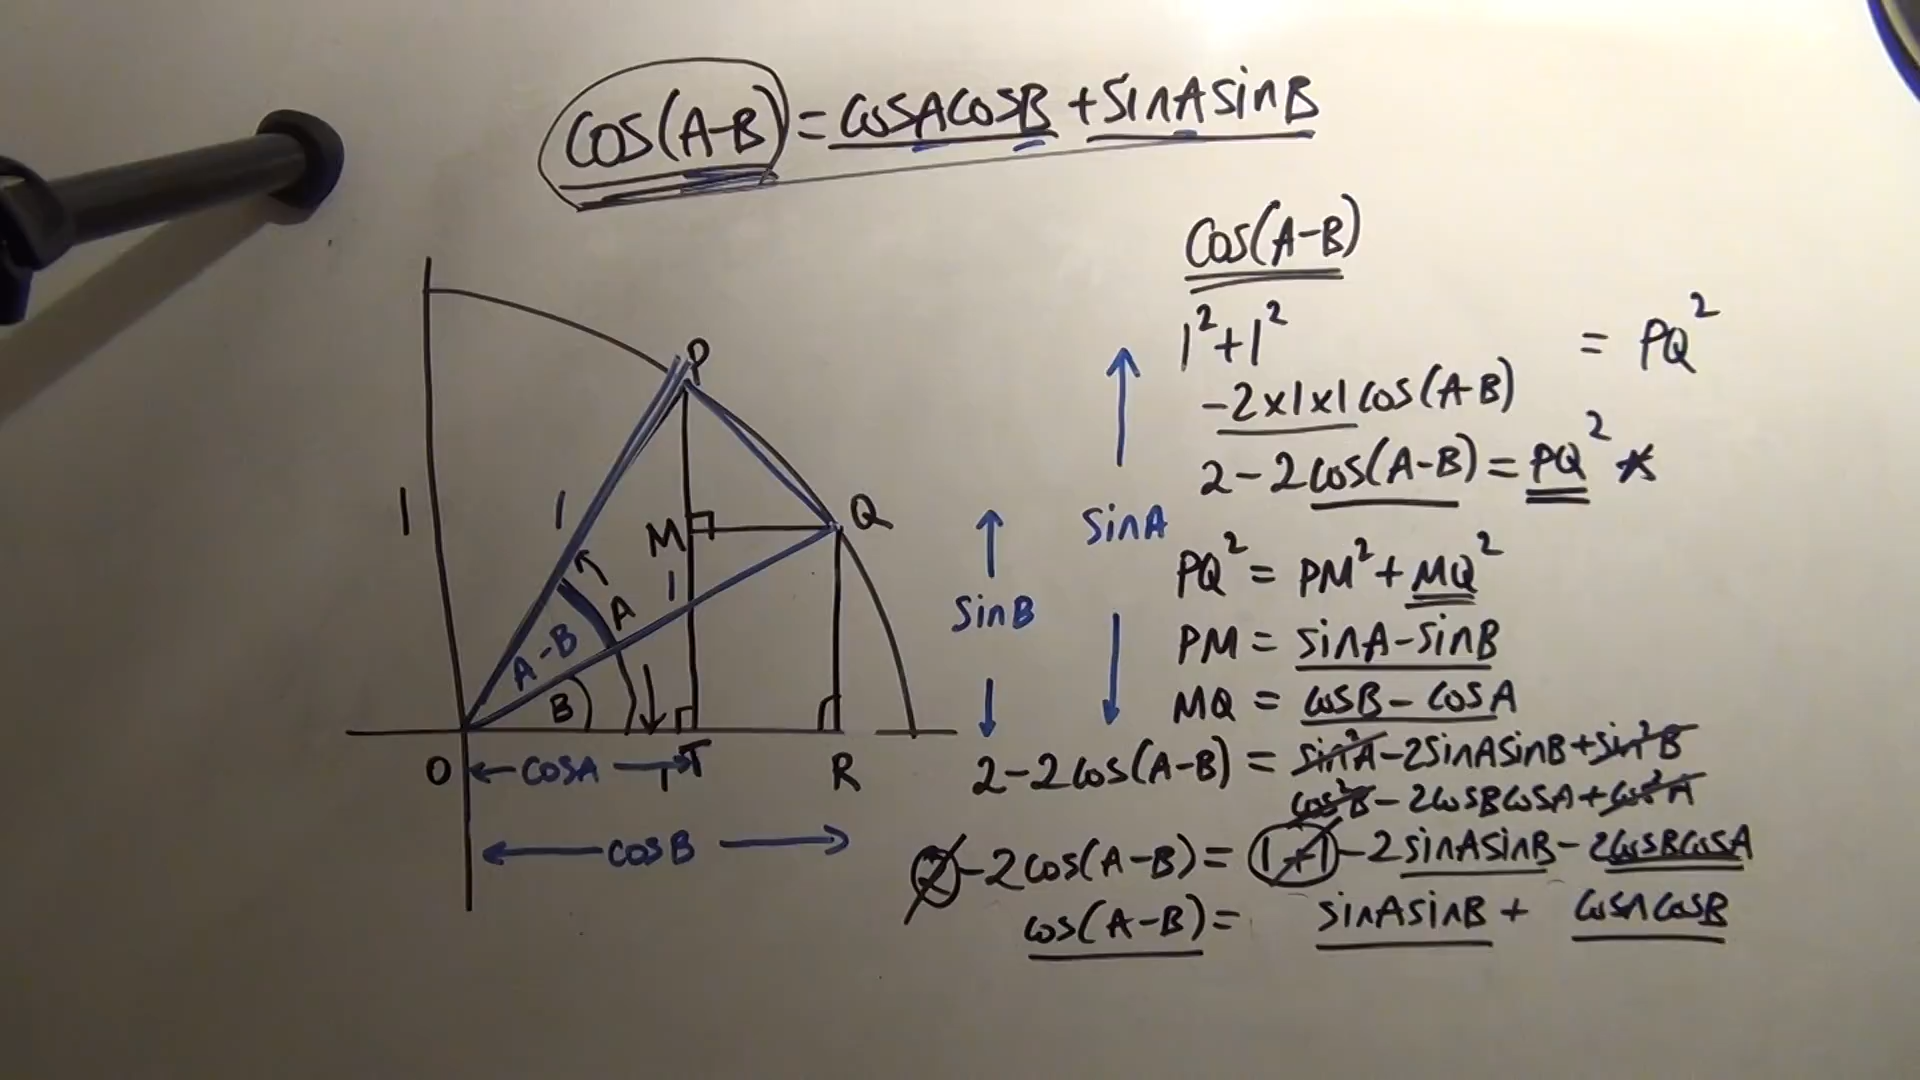 COS(A-B) = COSACOSB + SINASINB
COS(A-B)
1²+1² = PQ²
-2x1x1 COS(A-B)
2-2cos(A-B) = PQ² *
PQ² = PM² + MQ²
PM = SINA-SINB
MQ = COSB - COSA
2-2cos(A-B) = sin²A-2SINASINB+sin²B
cos²B-2COSBCOSA+cos²A
2-2cos(A-B) = 1+1-2SINASINB-2COSBCOSA
cos(A-B) = SINASINB + COSACOSB
P
1
1
M
Q
1
A
A-B
B
SINA
SINB
O
COSA
T
R
COSB